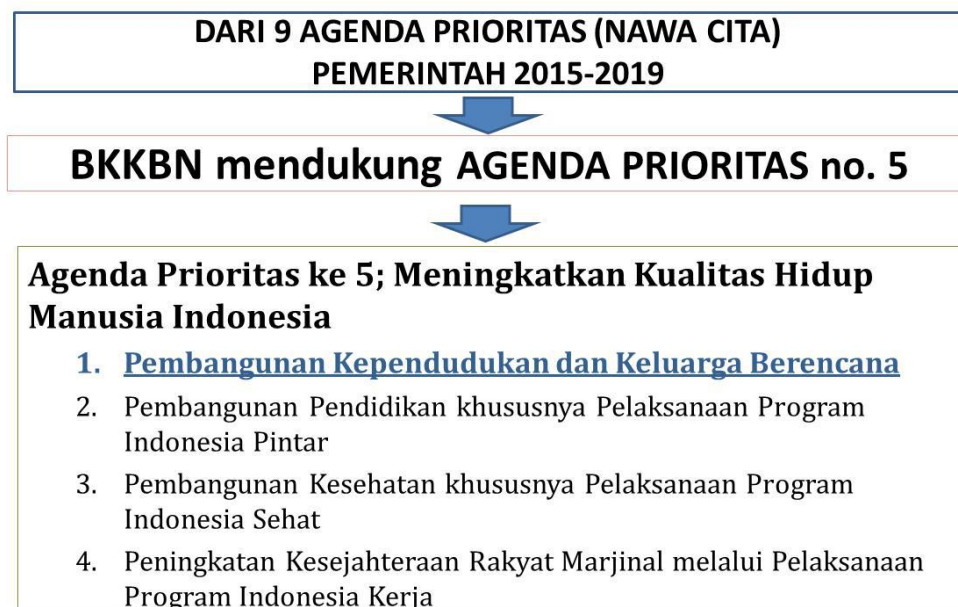 DARI 9 AGENDA PRIORITAS (NAWA CITA)
PEMERINTAH 2015-2019
BKKBN mendukung AGENDA PRIORITAS no. 5
Agenda Prioritas ke 5; Meningkatkan Kualitas Hidup
Manusia Indonesia
1. Pembangunan Kependudukan dan Keluarga Berencana
2. Pembangunan Pendidikan khususnya Pelaksanaan Program
Indonesia Pintar
3. Pembangunan Kesehatan khususnya Pelaksanaan Program
Indonesia Sehat
4. Peningkatan Kesejahteraan Rakyat Marjinal melalui Pelaksanaan
Program Indonesia Kerja